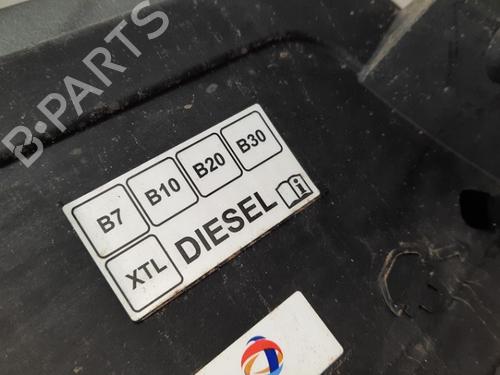 B·PARTS
B7 B10 B20 B30
XTL DIESEL i